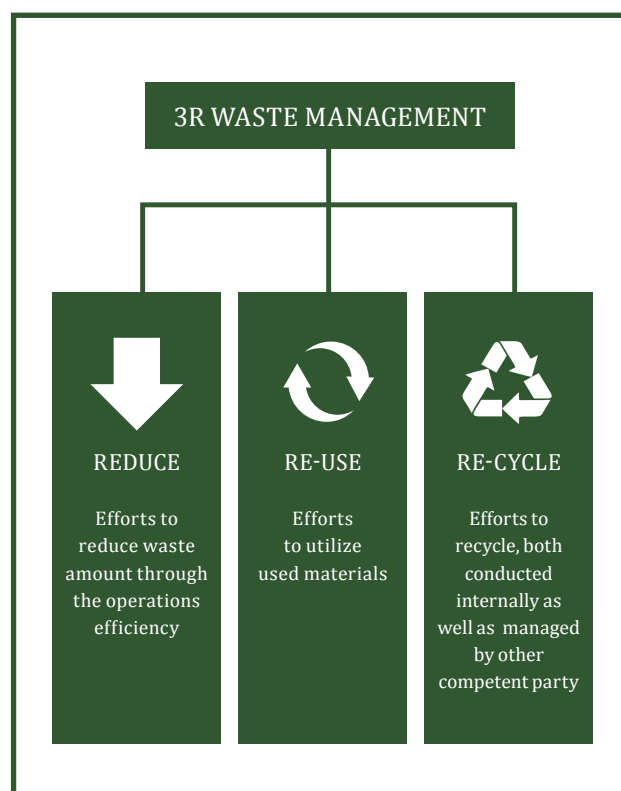 3R WASTE MANAGEMENT
REDUCE
Efforts to
reduce waste
amount through
the operations
efficiency
RE-USE
Efforts
to utilize
used materials
RE-CYCLE
Efforts to
recycle, both
conducted
internally as
well as  managed
by other
competent party